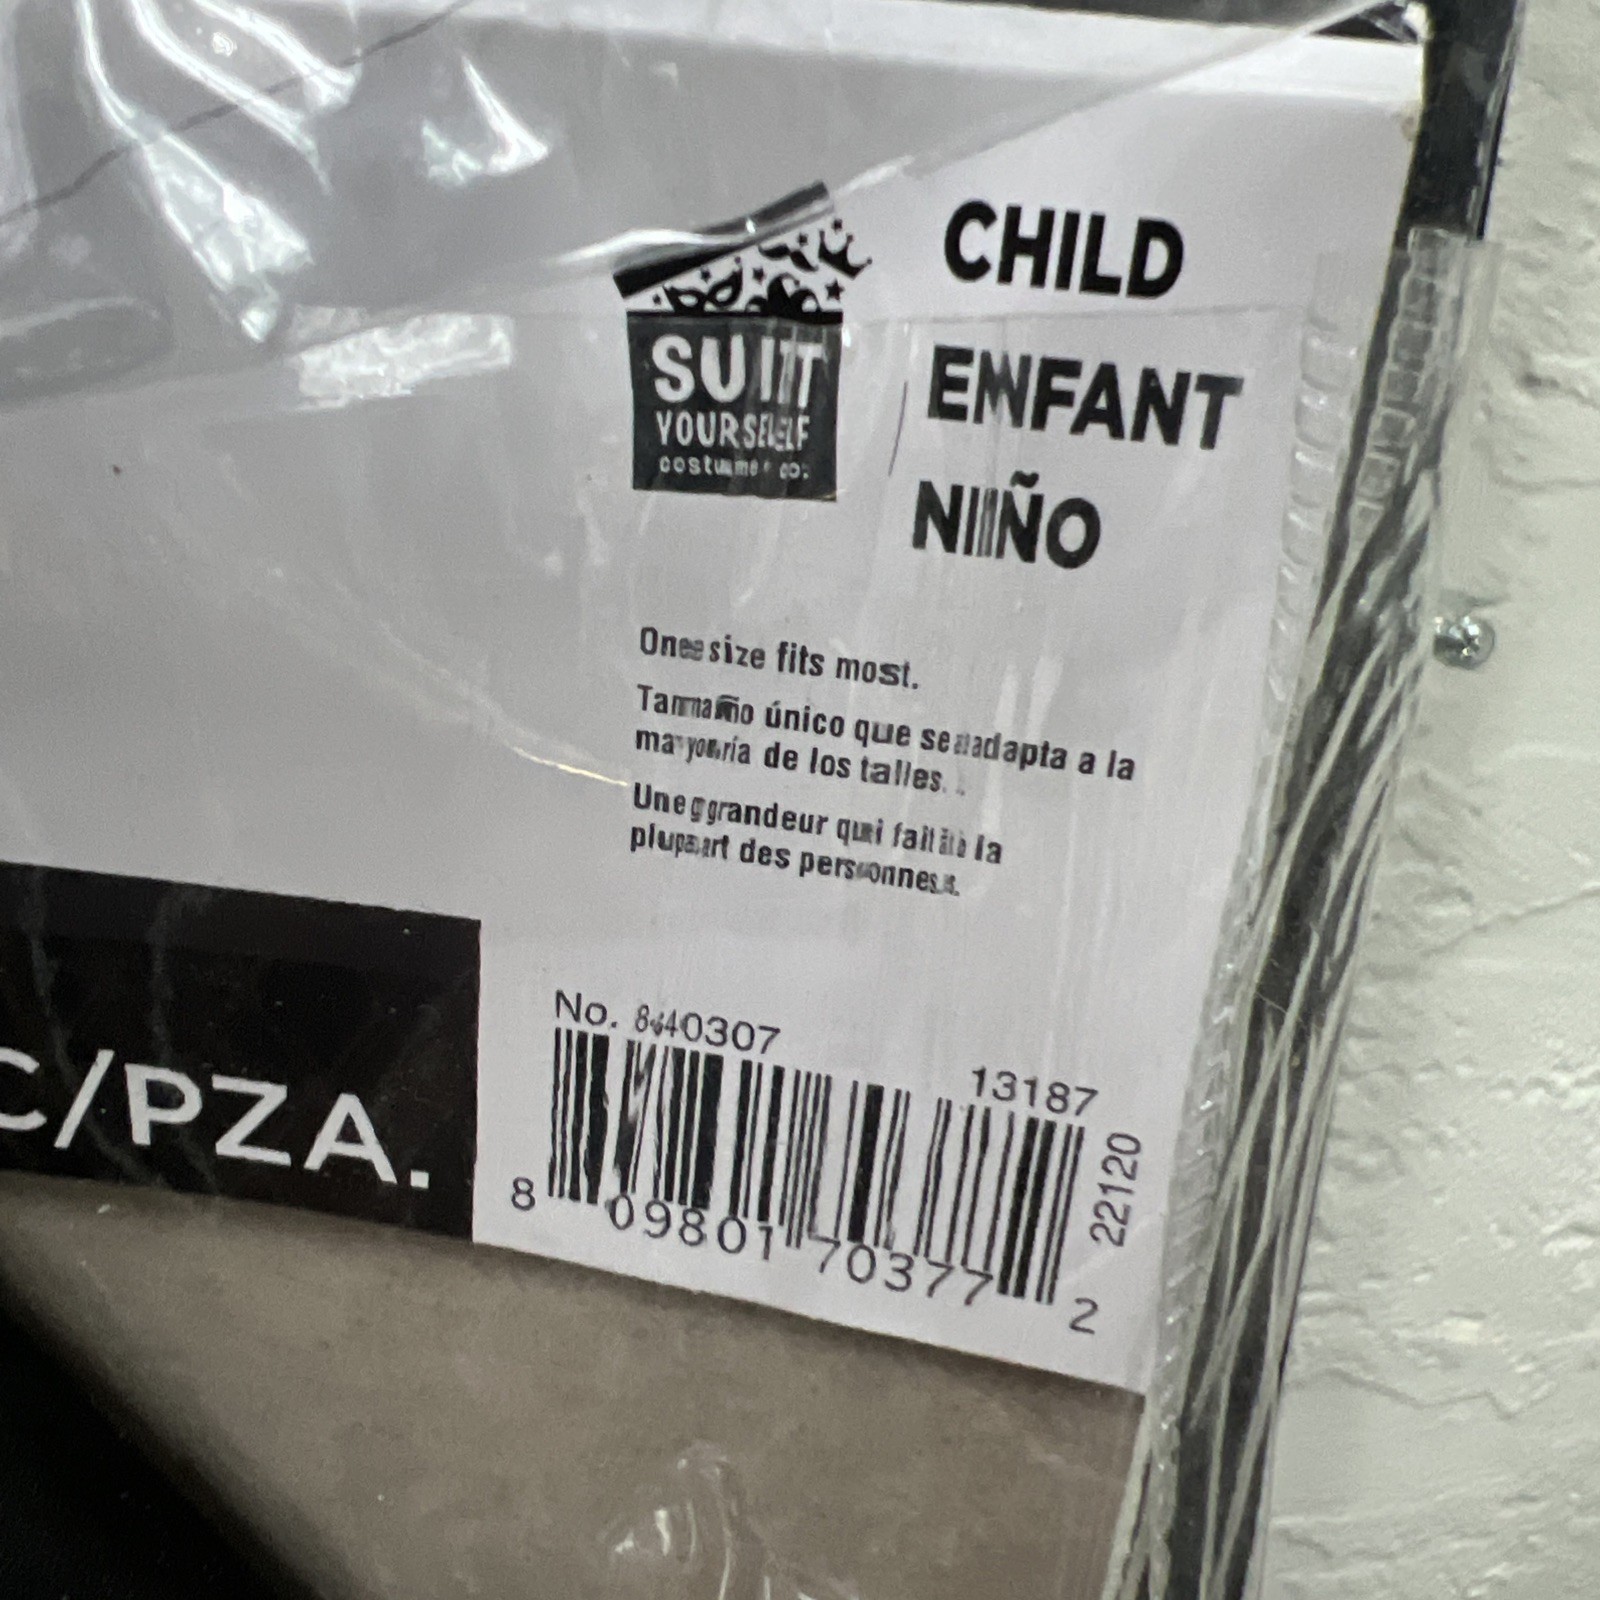 SUIT
YOURSELF
costume co.
CHILD
ENFANT
NIÑO
One size fits most.
Tamaño único que se adapta a la
mayoría de los talles.
Une grandeur qui fait à la
plupart des personnes.
C/PZA.
No.
13187
22120
8 09801 70377 2